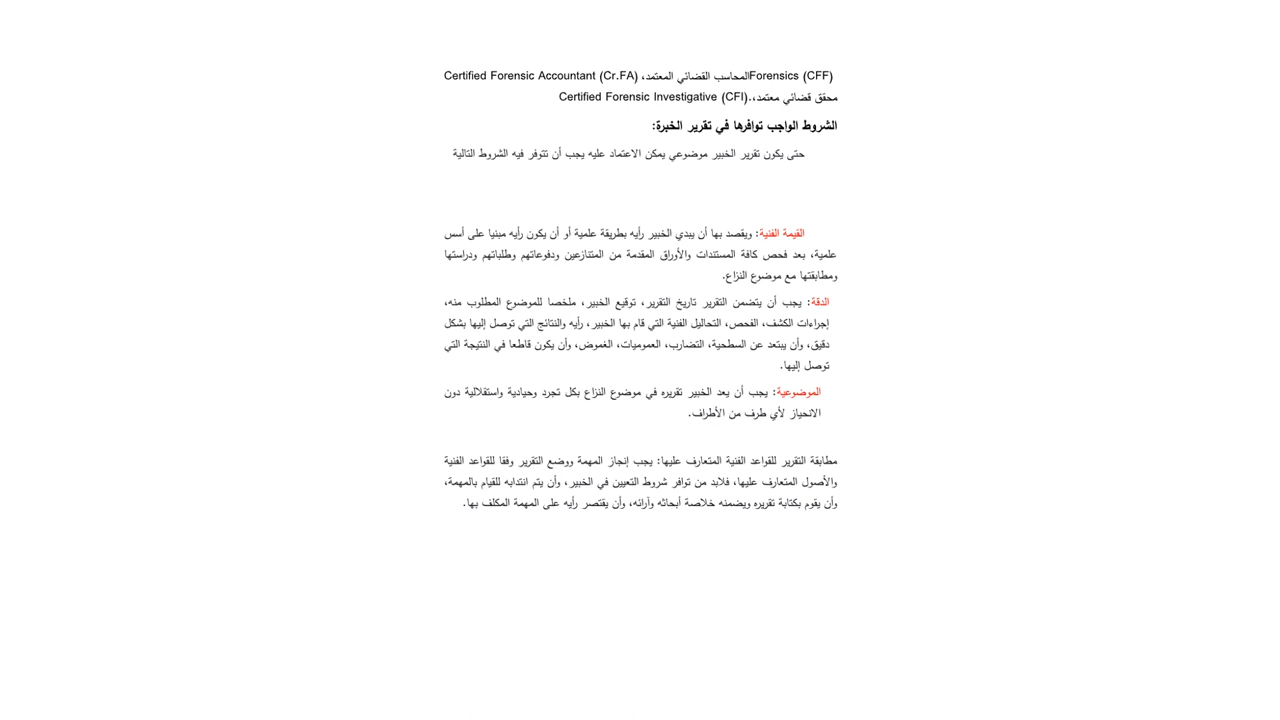 Forensics (CFF)المحاسب القضائي المعتمد، Certified Forensic Accountant (Cr.FA)
محقق قضائي معتمد،.Certified Forensic Investigative (CFI)
الشروط الواجب توافرها في تقرير الخبرة:
حتى يكون تقرير الخبير موضوعي يمكن الاعتماد عليه يجب أن تتوفر فيه الشروط التالية
القيمة الفنية: ويقصد بها أن يبدي الخبير رأيه بطريقة علمية أو أن يكون رأيه مبنيا على أسس
علمية، بعد فحص كافة المستندات والأوراق المقدمة من المتنازعين ودفوعاتهم وطلباتهم ودراستها
ومطابقتها مع موضوع النزاع.
الدقة: يجب أن يتضمن التقرير تاريخ التقرير، توقيع الخبير، ملخصا للموضوع المطلوب منه،
إجراءات الكشف، الفحص، التحاليل الفنية التي قام بها الخبير، رأيه والنتائج التي توصل إليها بشكل
دقيق، وأن يبتعد عن السطحية، التضارب، العموميات، الغموض، وأن يكون قاطعا في النتيجة التي
توصل إليها.
الموضوعية: يجب أن يعد الخبير تقريره في موضوع النزاع بكل تجرد وحيادية واستقلالية دون
الانحياز لأي طرف من الأطراف.
مطابقة التقرير للقواعد الفنية المتعارف عليها: يجب إنجاز المهمة ووضع التقرير وفقا للقواعد الفنية
والأصول المتعارف عليها، فلابد من توافر شروط التعيين في الخبير، وأن يتم انتدابه للقيام بالمهمة،
وأن يقوم بكتابة تقريره ويضمنه خلاصة أبحاثه وآرائه، وأن يقتصر رأيه على المهمة المكلف بها.